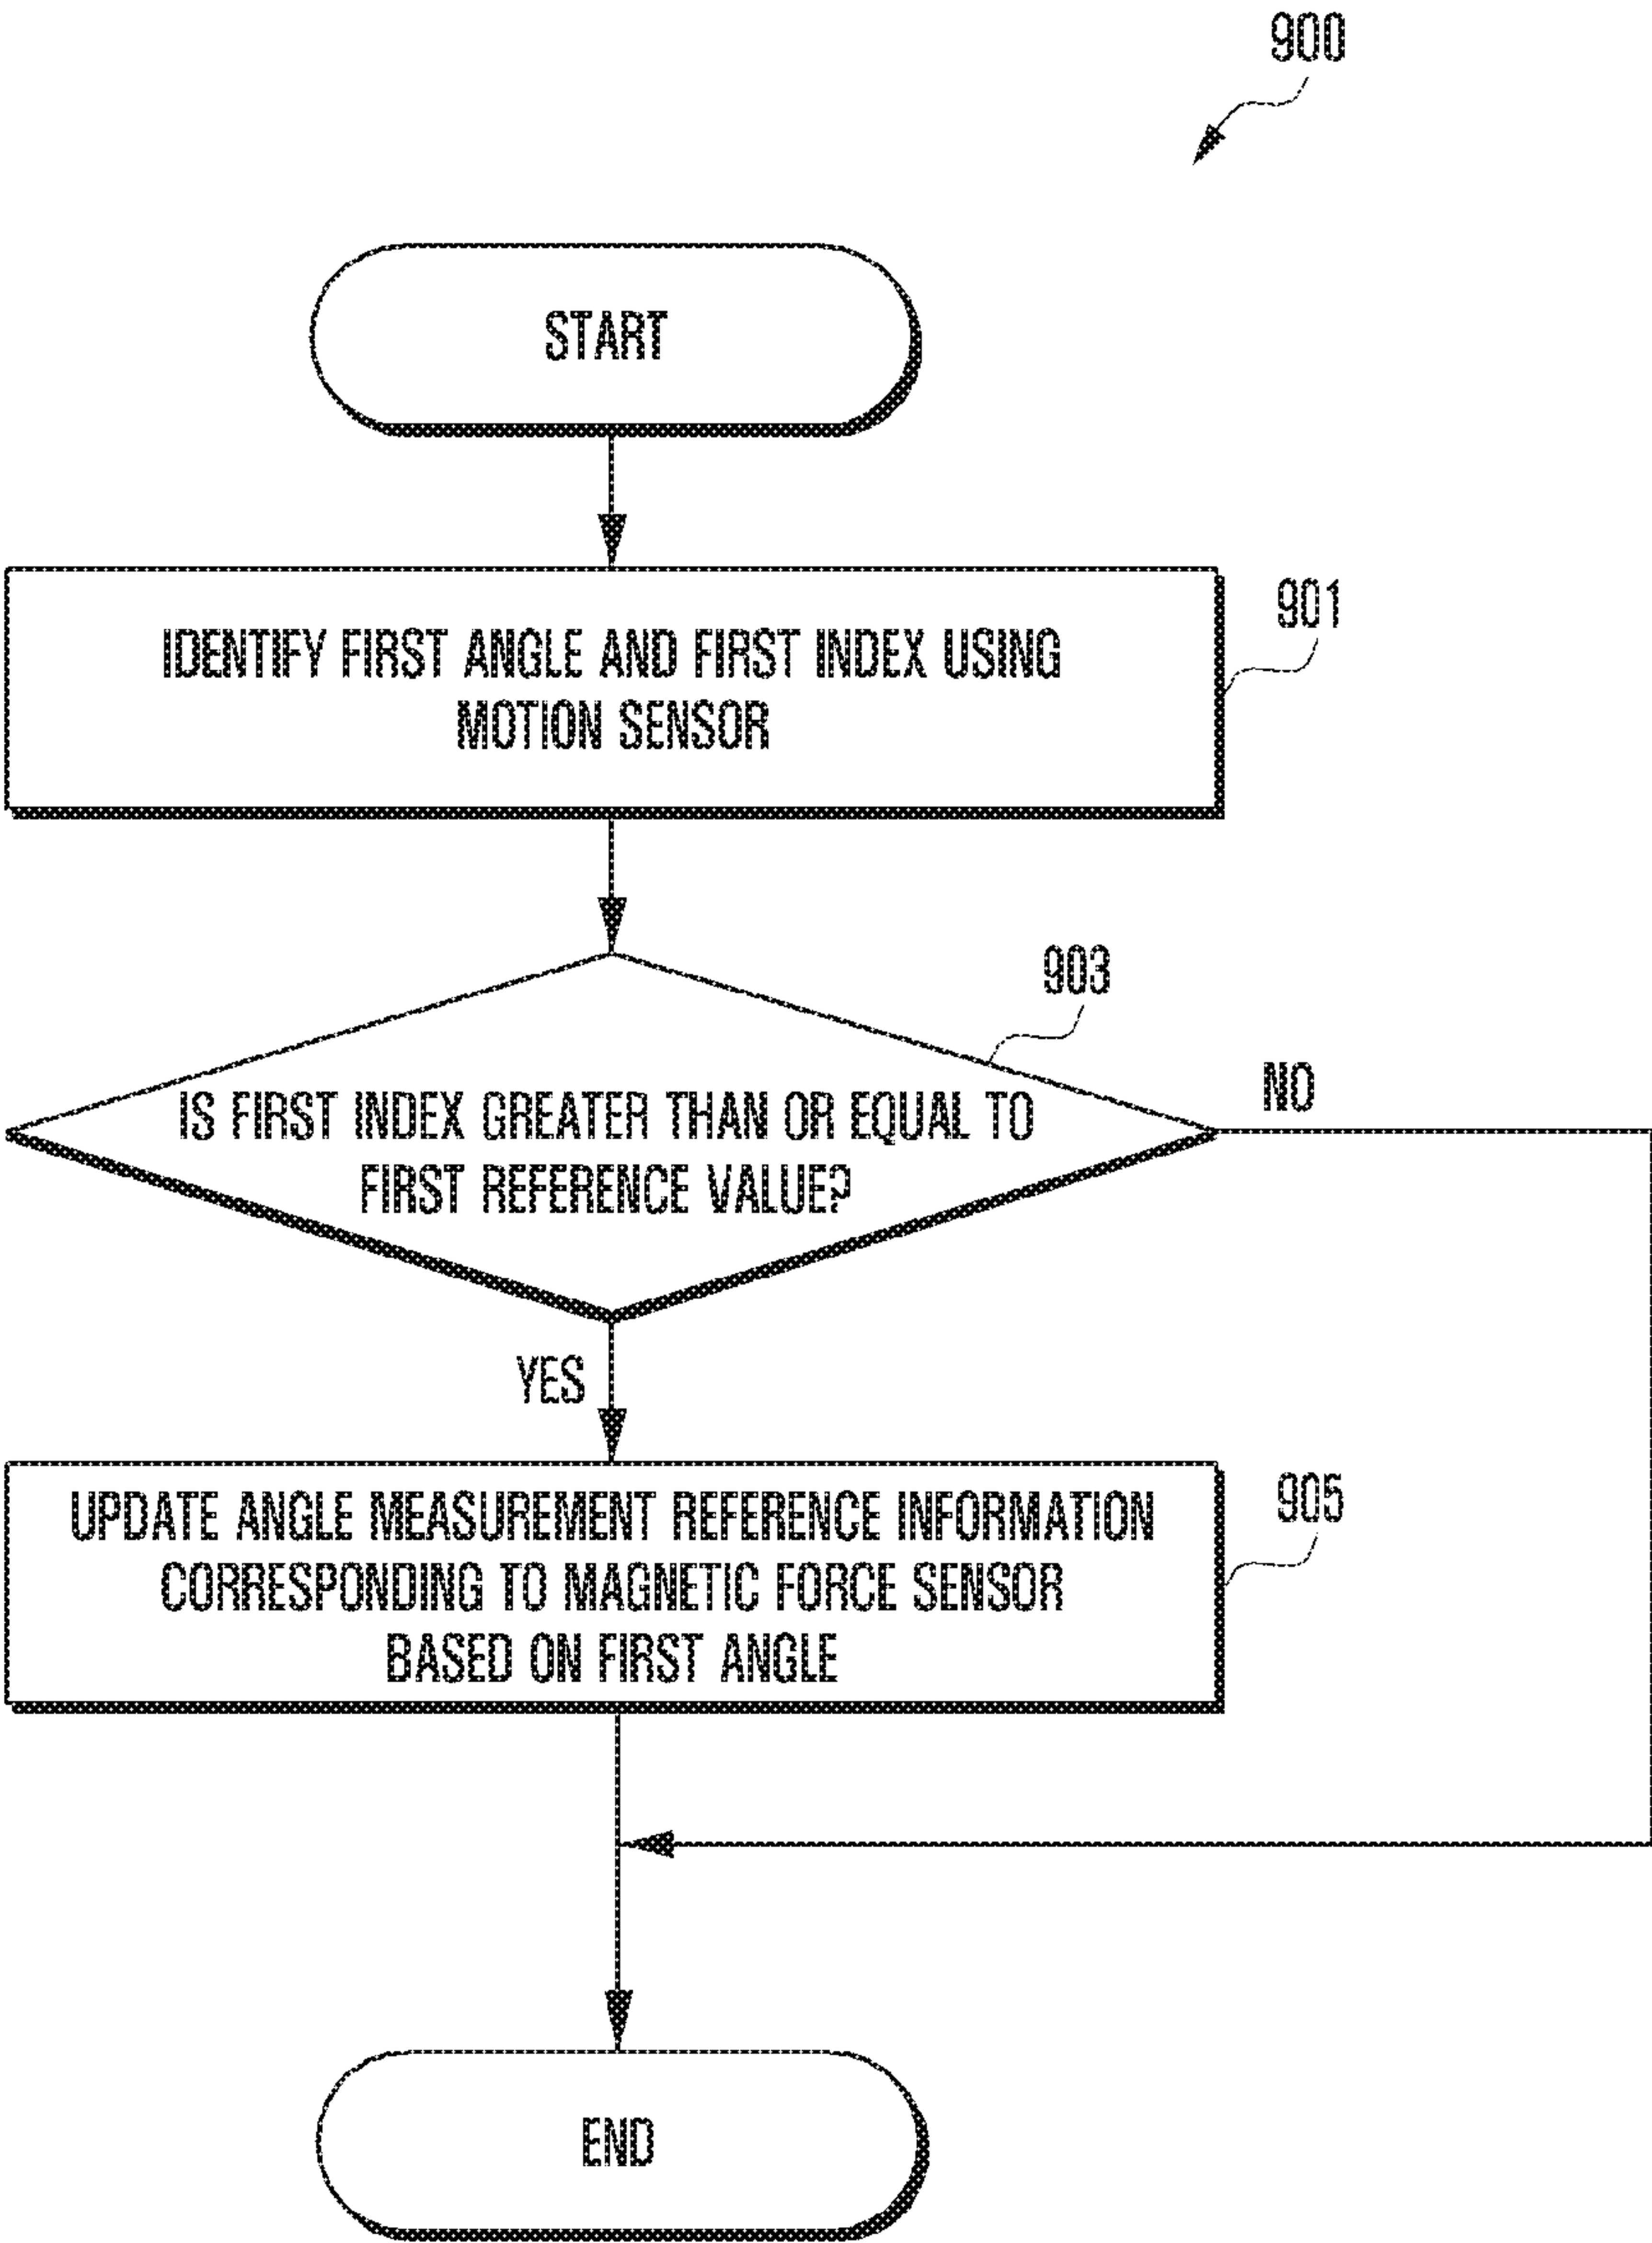 900
START
901
IDENTIFY FIRST ANGLE AND FIRST INDEX USING
MOTION SENSOR
903
NO
IS FIRST INDEX GREATER THAN OR EQUAL TO
FIRST REFERENCE VALUE?
YES
905
UPDATE ANGLE MEASUREMENT REFERENCE INFORMATION
CORRESPONDING TO MAGNETIC FORCE SENSOR
BASED ON FIRST ANGLE
END